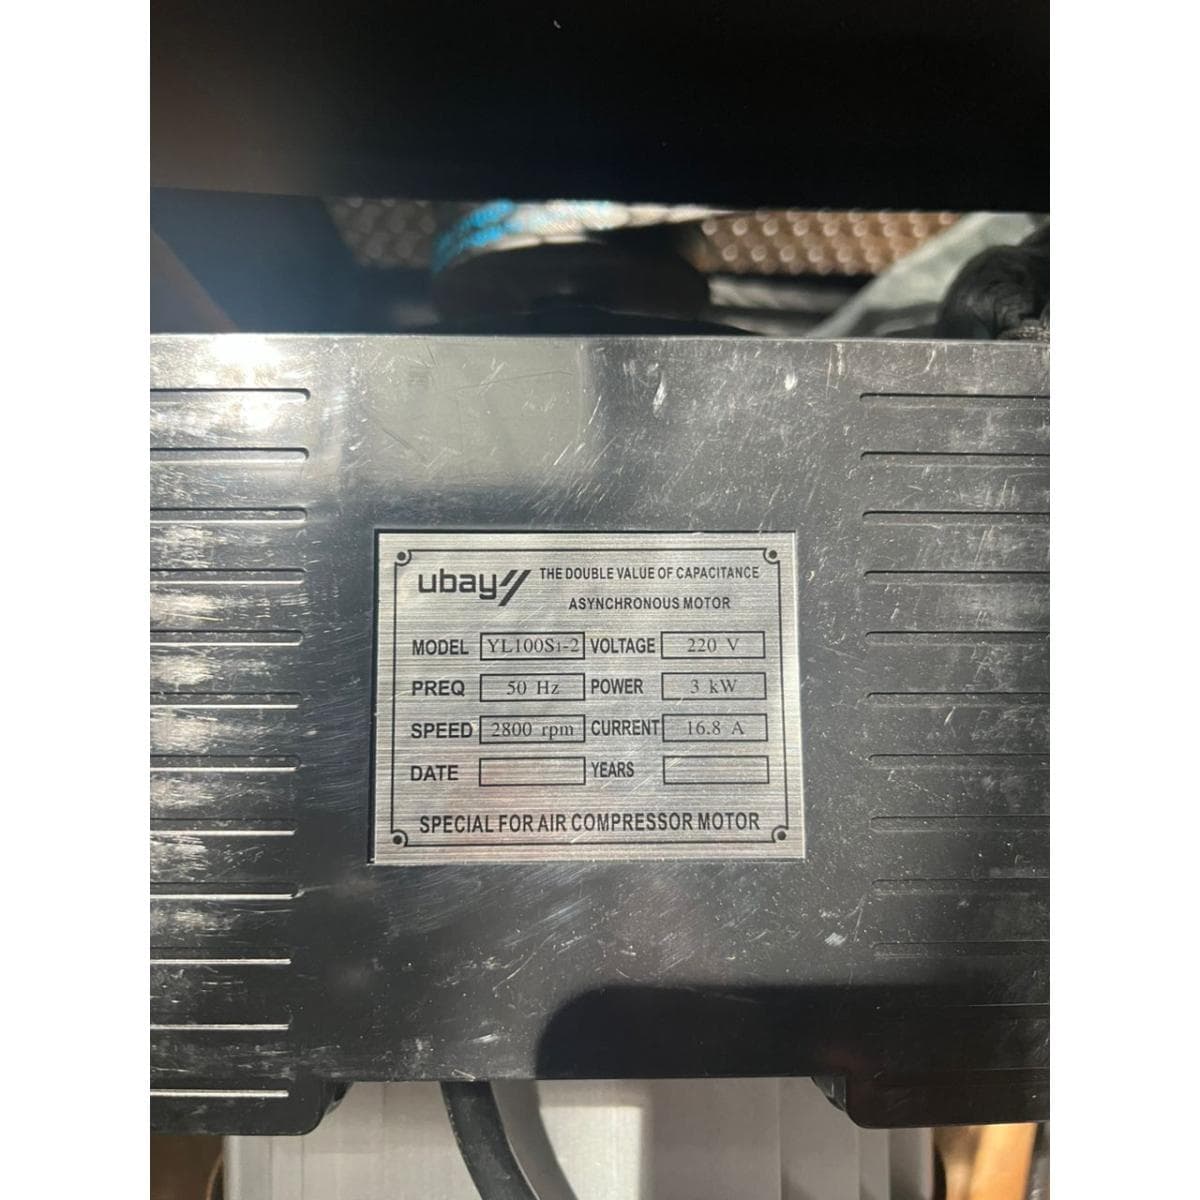 ubay THE DOUBLE VALUE OF CAPACITANCE
ASYNCHRONOUS MOTOR
MODEL YL100S1-2 VOLTAGE 220 V
PREQ 50 Hz POWER 3 kW
SPEED 2800 rpm CURRENT 16.8 A
DATE YEARS
SPECIAL FOR AIR COMPRESSOR MOTOR